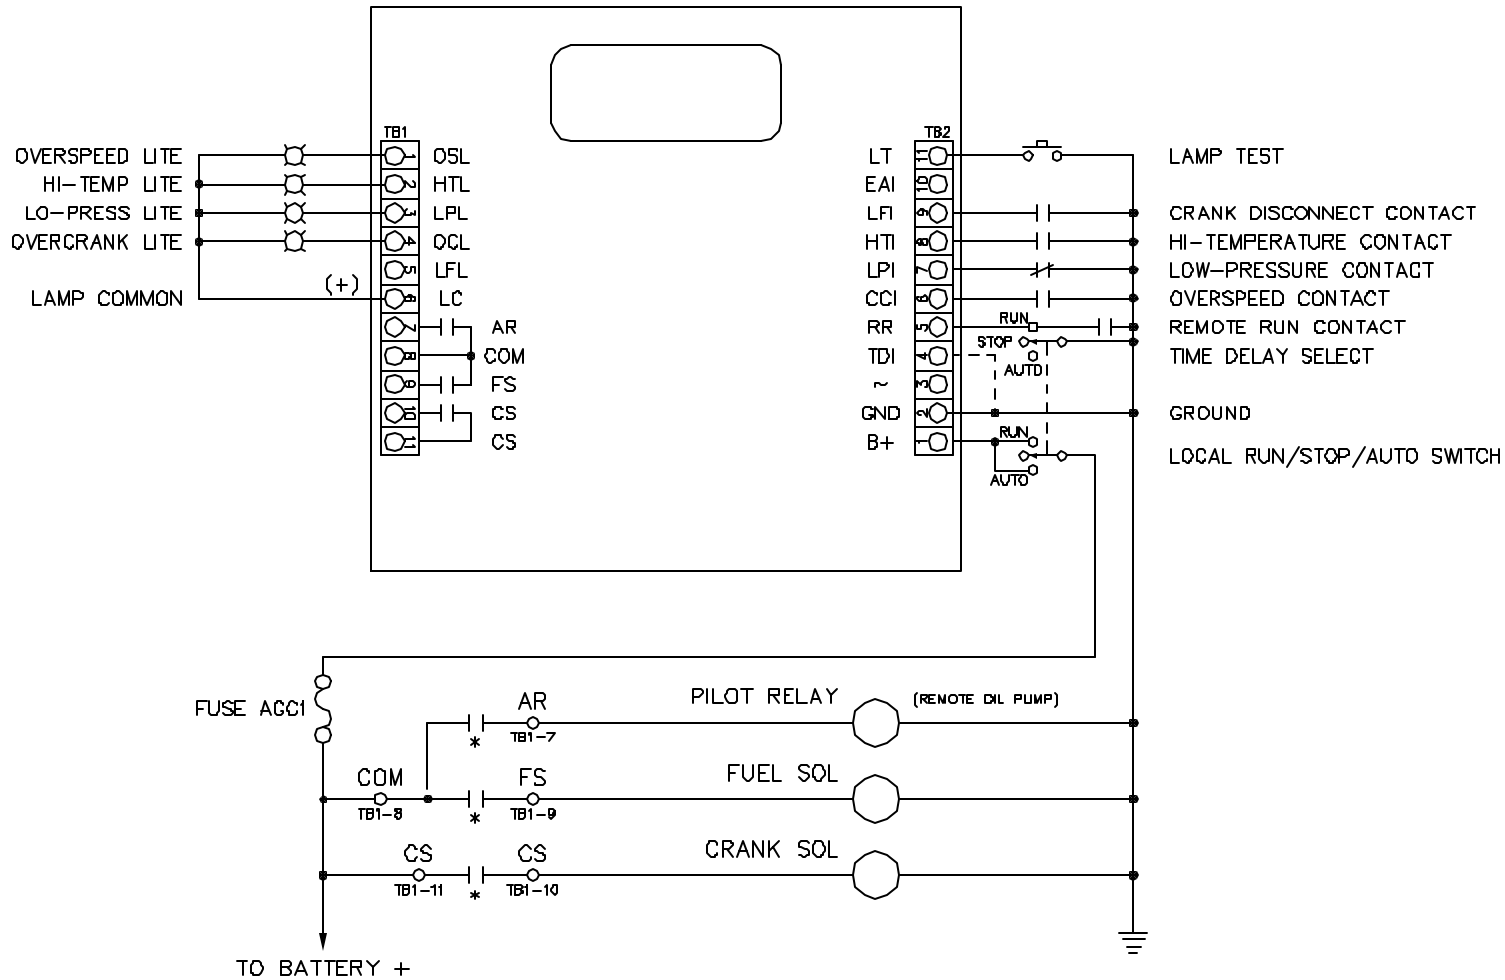 TB1 TB2
OVERSPEED LITE 1 OSL LT 11 LAMP TEST
HI-TEMP LITE 2 HTL EAI 10
LO-PRESS LITE 3 LPL LFI 9 CRANK DISCONNECT CONTACT
OVERCRANK LITE 4 OCL HTI 8 HI-TEMPERATURE CONTACT
5 LFL LPI 7 LOW-PRESSURE CONTACT
LAMP COMMON (+) 6 LC CCI 6 OVERSPEED CONTACT
7 AR RR 5 RUN REMOTE RUN CONTACT
STOP
8 COM TDI 4 TIME DELAY SELECT
AUTO
9 FS ~ 3
10 CS GND 2 GROUND
RUN
11 CS B+ 1
LOCAL RUN/STOP/AUTO SWITCH
AUTO
FUSE AGC1
AR PILOT RELAY (REMOTE OIL PUMP)
* TB1-7
COM FS FUEL SOL
TB1-8 * TB1-9
CS CS CRANK SOL
TB1-11 * TB1-10
TO BATTERY +